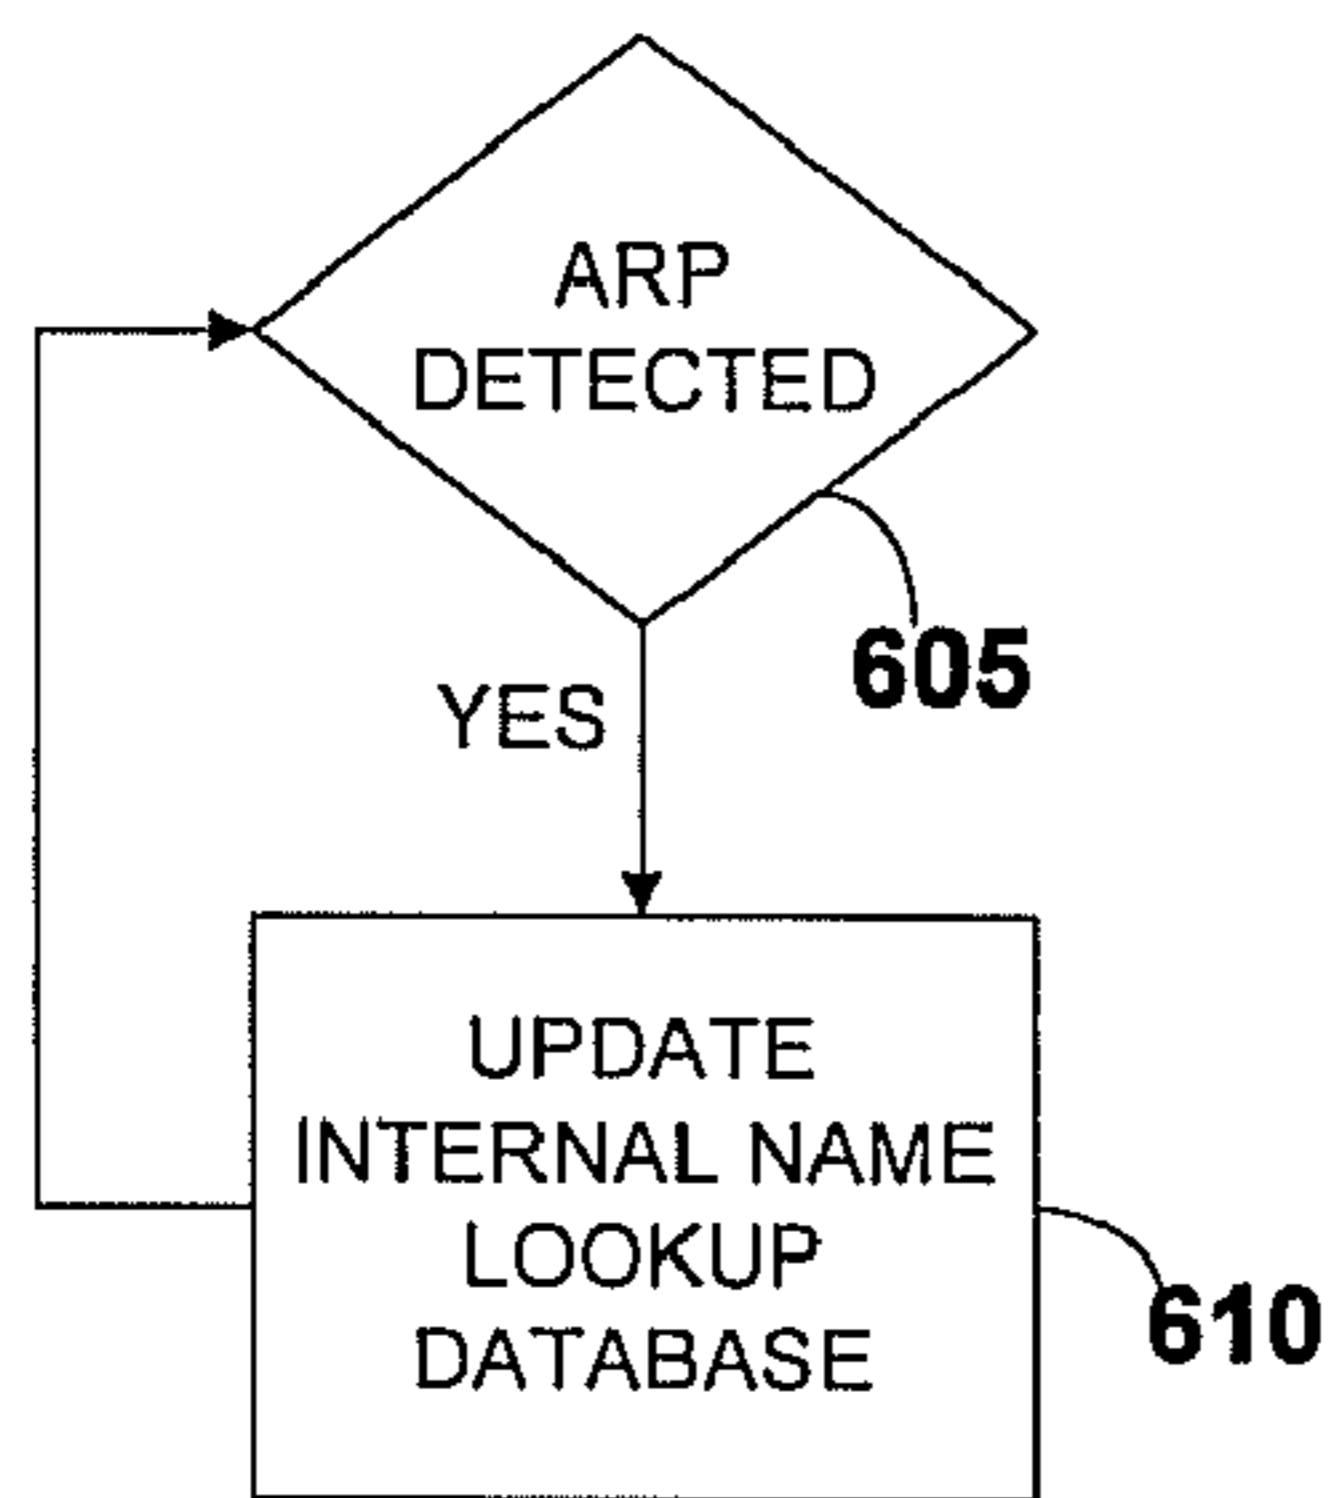 ARP
DETECTED
605
YES
UPDATE
INTERNAL NAME
LOOKUP
DATABASE
610